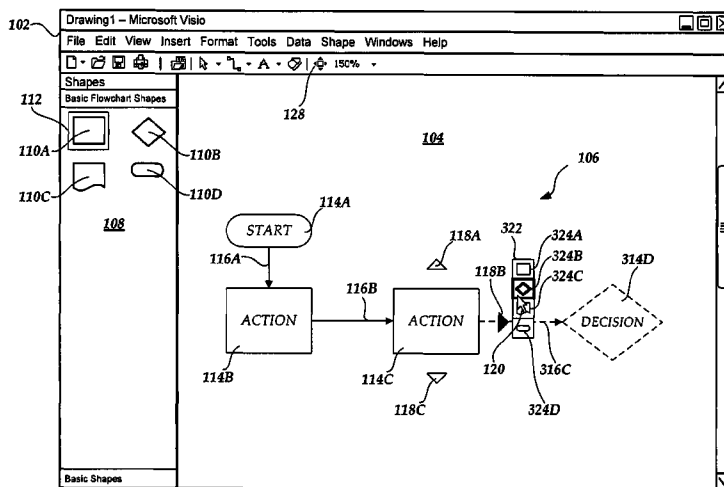 102
Drawing1 – Microsoft Visio
File Edit View Insert Format Tools Data Shape Windows Help
A 150%
Shapes
Basic Flowchart Shapes
112
128
104
110A
110B
106
110C
110D
108
114A
START
118A
322
324A
324B
324C
314D
116A
116B
118B
ACTION
ACTION
DECISION
114B
114C
120
316C
118C
324D
Basic Shapes